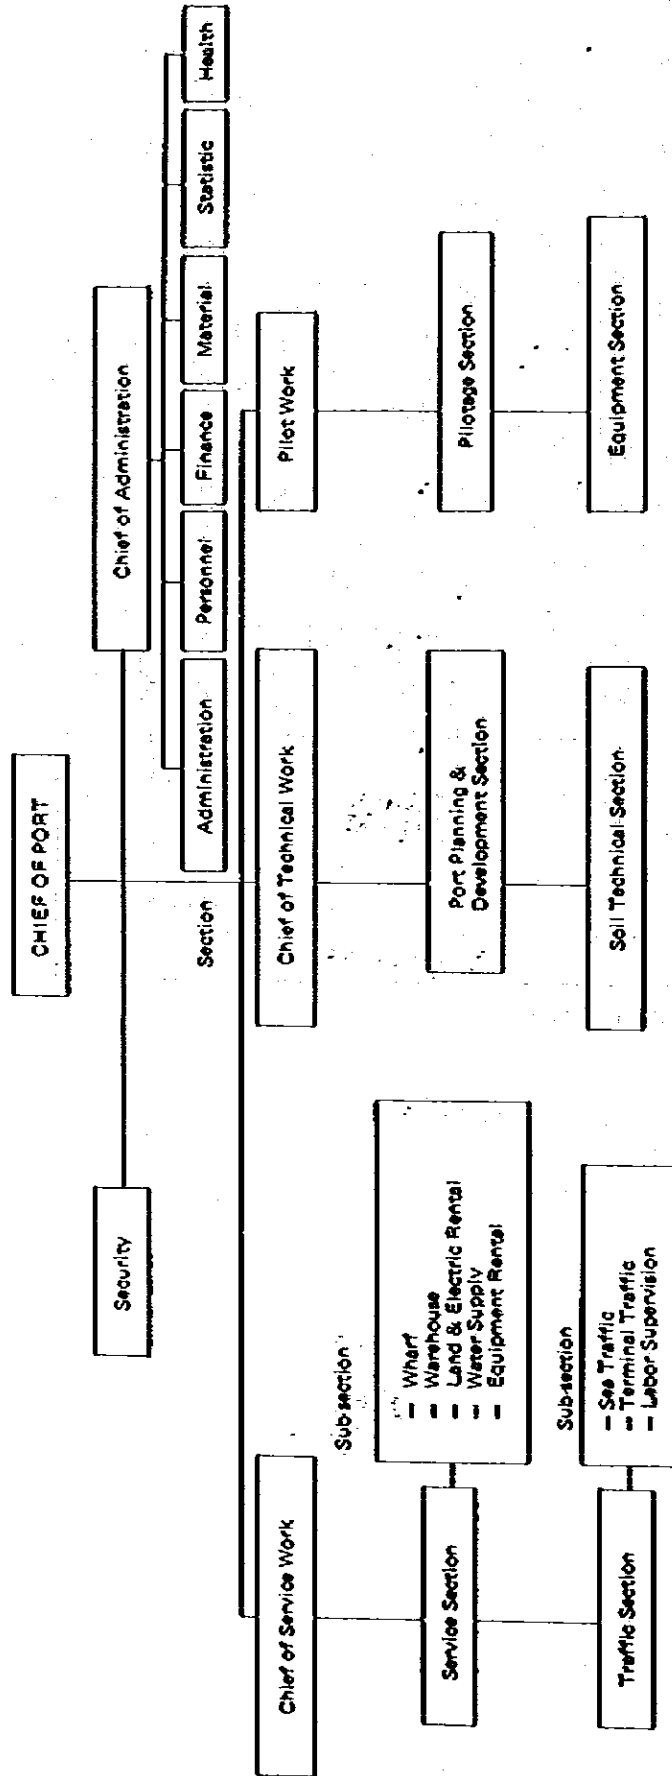 CHIEF OF PORT
Security
Chief of Administration
Section
Administration
Personnel
Finance
Material
Statistic
Health
Chief of Service Work
Chief of Technical Work
Pilot Work
Sub-section
Service Section
- Wharf
- Warehouse
- Land & Electric Rental
- Water Supply
- Equipment Rental
Port Planning &
Development Section
Pilotage Section
Sub-section
Traffic Section
- Sea Traffic
- Terminal Traffic
- Labor Supervision
Soil Technical Section
Equipment Section